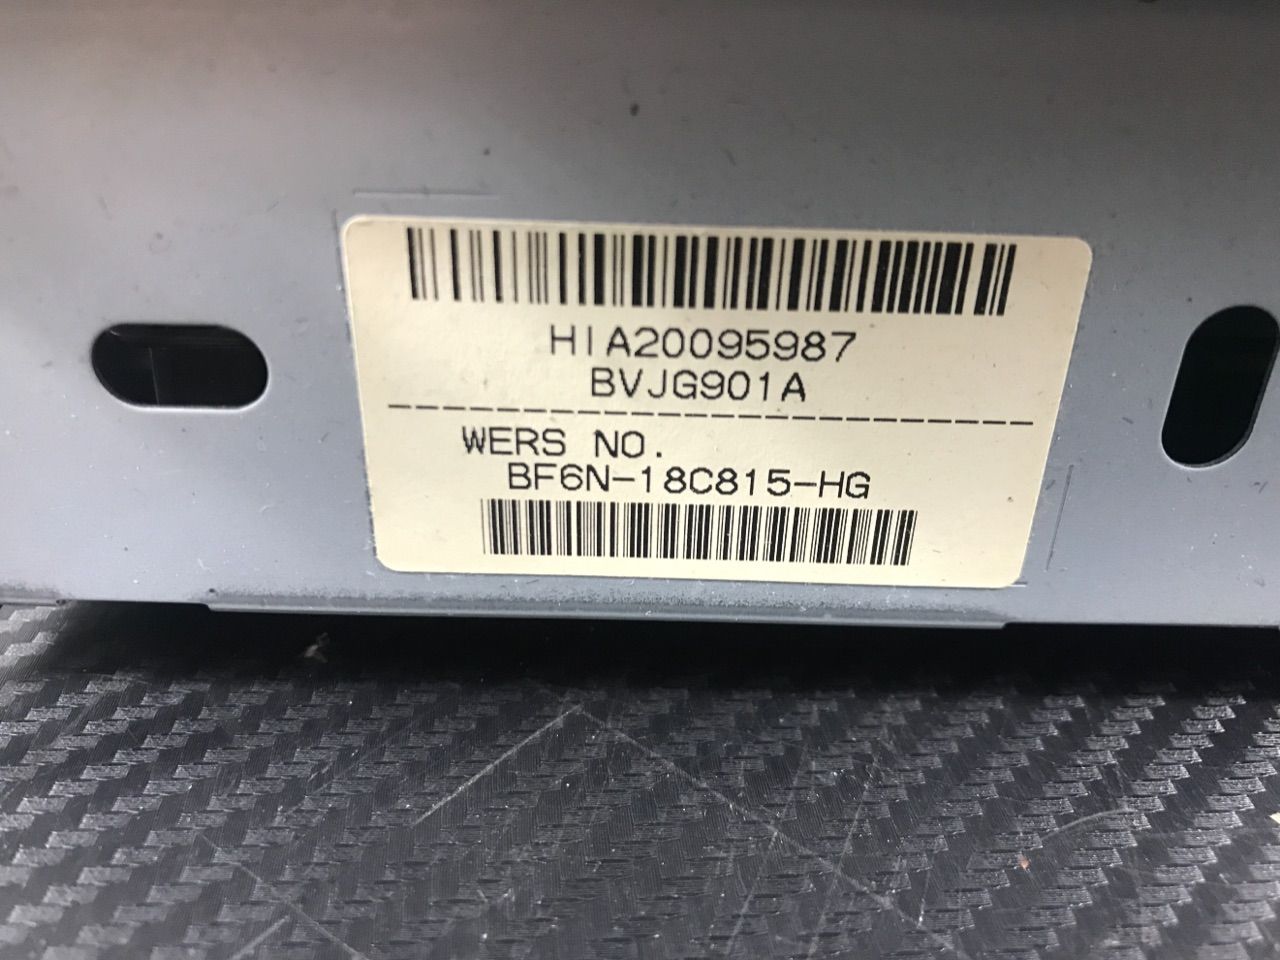 HIA20095987
BVJG901A
WERS NO.
BF6N-18C815-HG